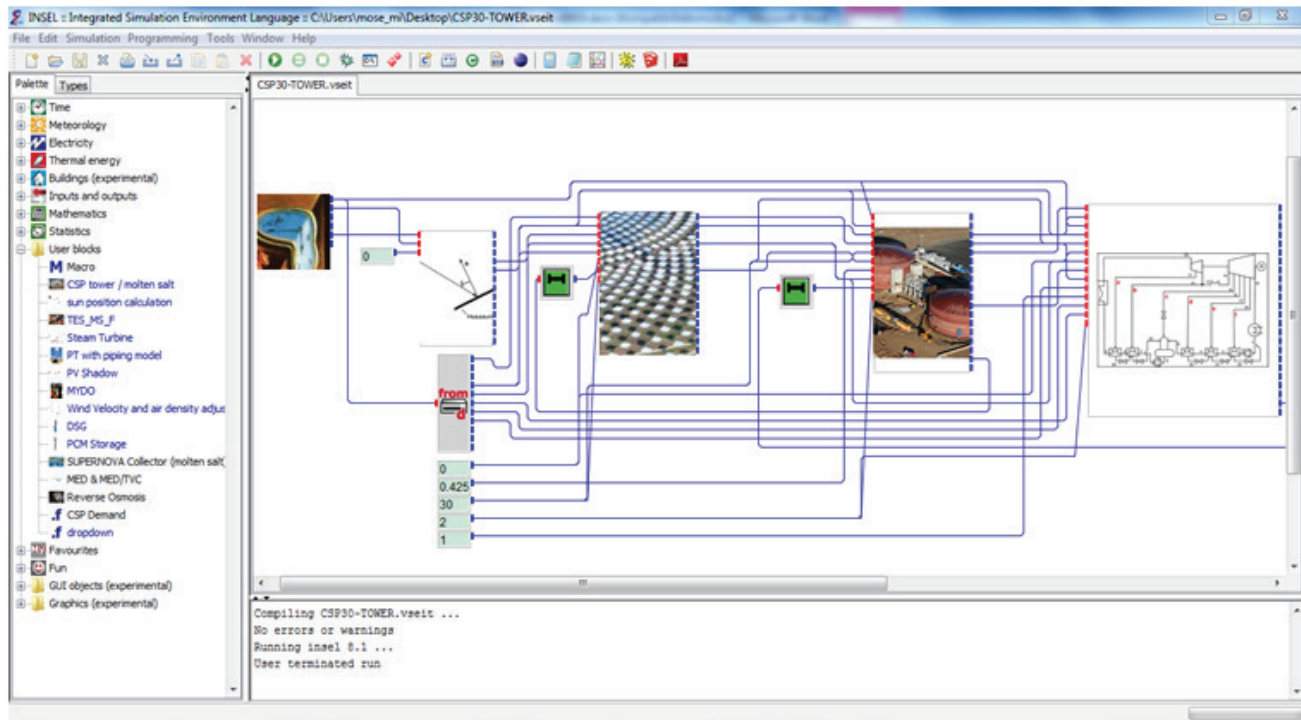 INSEL :: Integrated Simulation Environment Language :: C:\Users\mose_mi\Desktop\CSP30-TOWER.vseit
File Edit Simulation Programming Tools Window Help
Palette Types
CSP30-TOWER.vseit
Time
Meteorology
Electricity
Thermal energy
Buildings (experimental)
Inputs and outputs
Mathematics
Statistics
User blocks
M Macro
CSP tower / molten salt
sun position calculation
TES_MS_F
Steam Turbine
PT with piping model
PV Shadow
MYDO
Wind Velocity and air density adjus
DSG
PCM Storage
SUPERNOVA Collector (molten salt)
MED & MED/TVC
Reverse Osmosis
CSP Demand
dropdown
Favourites
Fun
GUI objects (experimental)
Graphics (experimental)
0
from
d
0
0.425
30
2
1
Compiling CSP30-TOWER.vseit ...
No errors or warnings
Running insel 8.1 ...
User terminated run